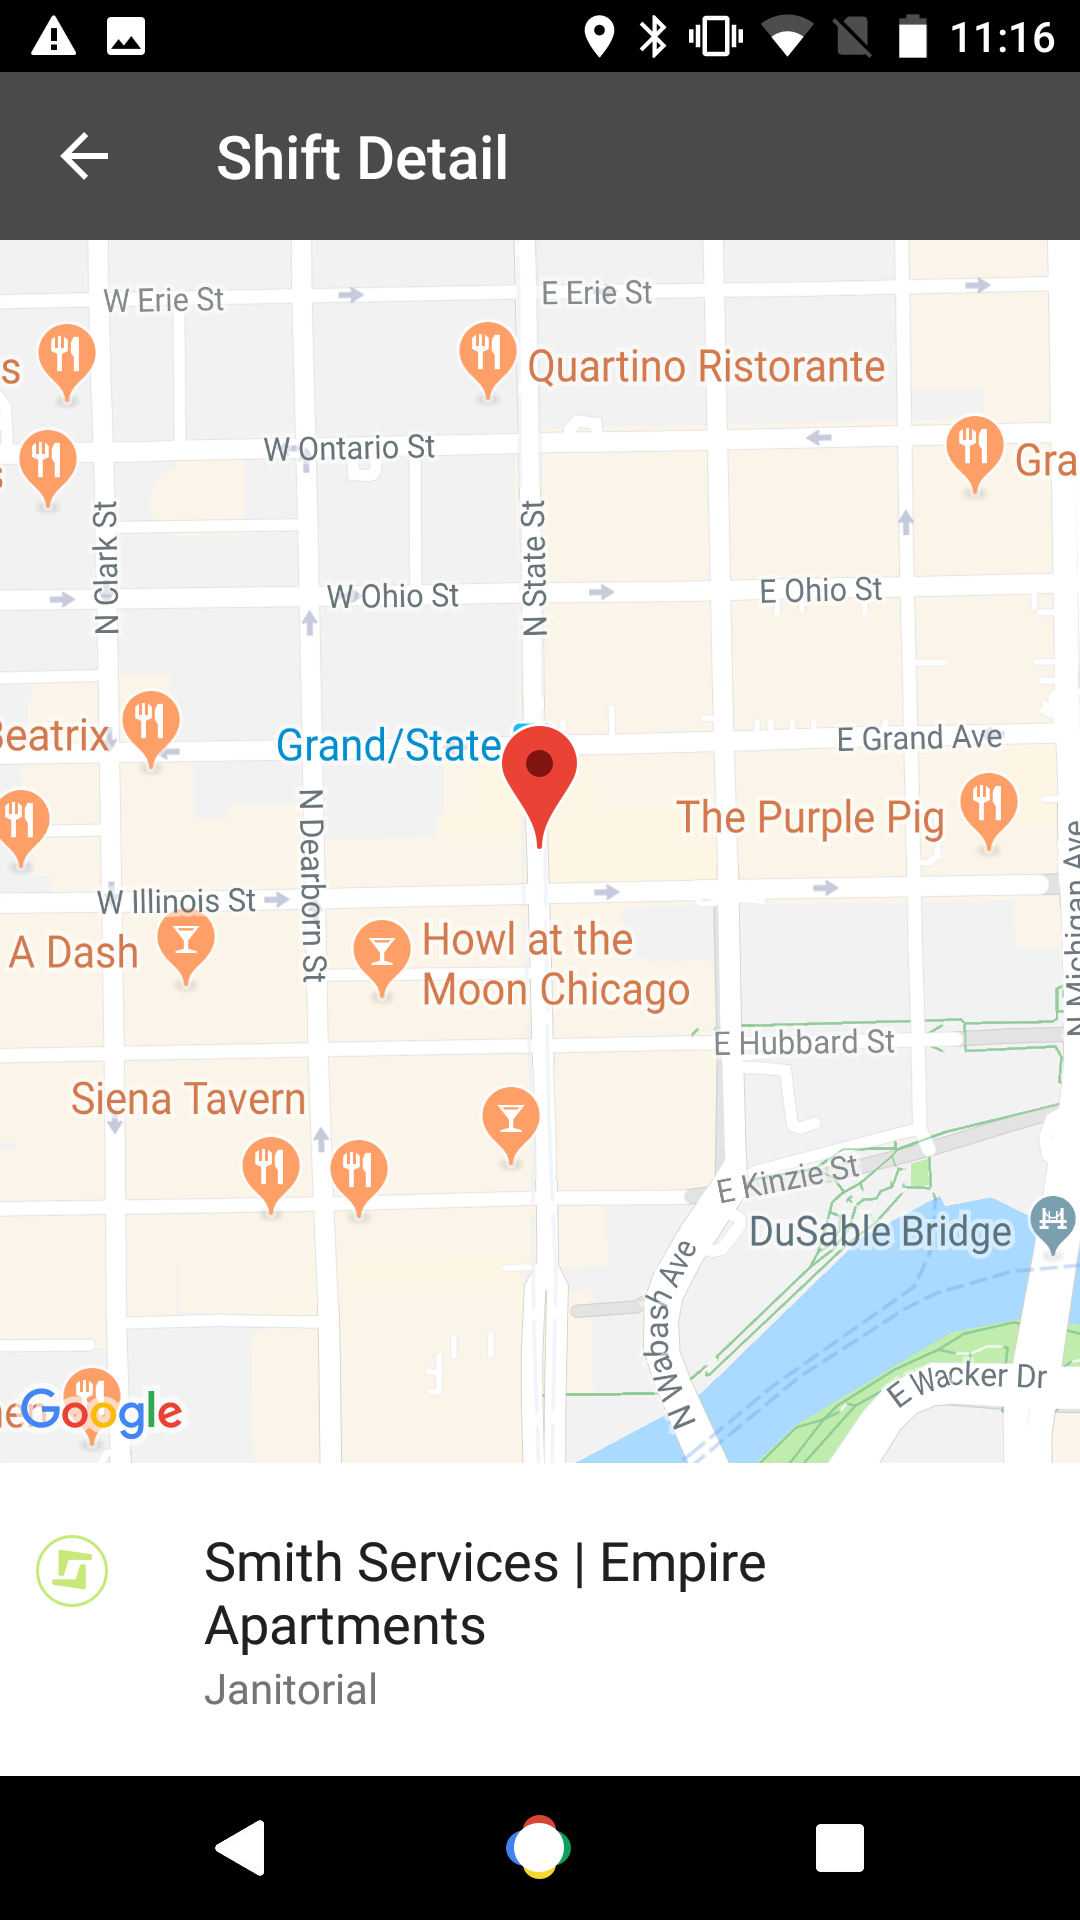 11:16
Shift Detail
W Erie St
E Erie St
s
Quartino Ristorante
W Ontario St
Gra
N Clark St
N State St
W Ohio St
E Ohio St
Beatrix
Grand/State
E Grand Ave
N Dearborn St
The Purple Pig
N Michigan Ave
W Illinois St
A Dash
Howl at the
Moon Chicago
E Hubbard St
Siena Tavern
E Kinzie St
DuSable Bridge
N Wabash Ave
E Wacker Dr
Google
Smith Services | Empire
Apartments
Janitorial